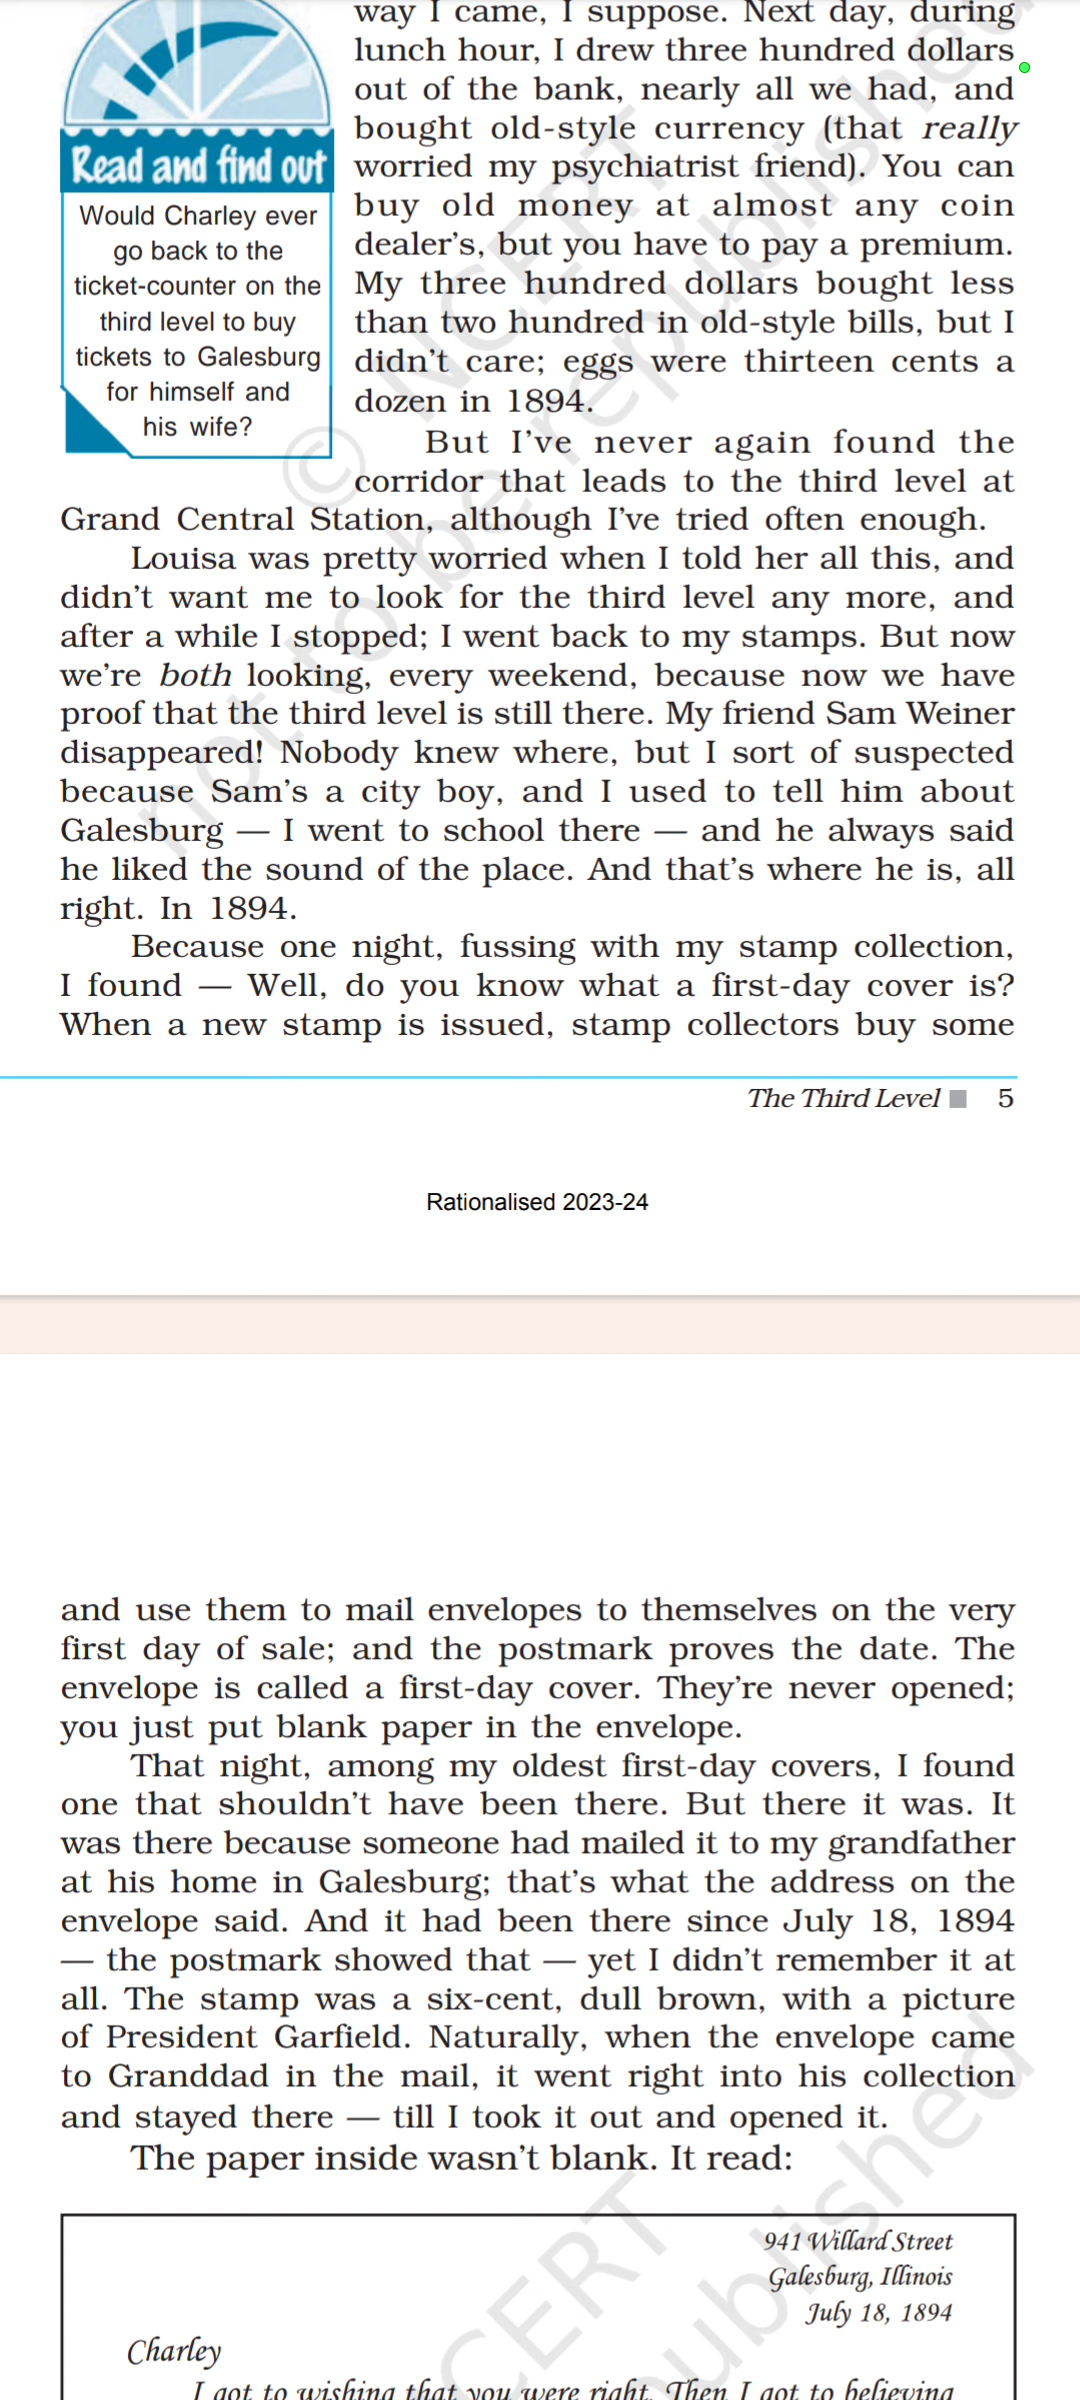 way I came, I suppose. Next day, during
lunch hour, I drew three hundred dollars
out of the bank, nearly all we had, and
bought old-style currency (that really
worried my psychiatrist friend). You can
buy old money at almost any coin
dealer's, but you have to pay a premium.
My three hundred dollars bought less
than two hundred in old-style bills, but I
didn't care; eggs were thirteen cents a
dozen in 1894.
Read and find out
Would Charley ever
go back to the
ticket-counter on the
third level to buy
tickets to Galesburg
for himself and
his wife?
But I've never again found the
corridor that leads to the third level at
Grand Central Station, although I've tried often enough.
Louisa was pretty worried when I told her all this, and
didn't want me to look for the third level any more, and
after a while I stopped; I went back to my stamps. But now
we're both looking, every weekend, because now we have
proof that the third level is still there. My friend Sam Weiner
disappeared! Nobody knew where, but I sort of suspected
because Sam's a city boy, and I used to tell him about
Galesburg — I went to school there — and he always said
he liked the sound of the place. And that's where he is, all
right. In 1894.
Because one night, fussing with my stamp collection,
I found — Well, do you know what a first-day cover is?
When a new stamp is issued, stamp collectors buy some
The Third Level 5
Rationalised 2023-24
and use them to mail envelopes to themselves on the very
first day of sale; and the postmark proves the date. The
envelope is called a first-day cover. They're never opened;
you just put blank paper in the envelope.
That night, among my oldest first-day covers, I found
one that shouldn't have been there. But there it was. It
was there because someone had mailed it to my grandfather
at his home in Galesburg; that's what the address on the
envelope said. And it had been there since July 18, 1894
— the postmark showed that — yet I didn't remember it at
all. The stamp was a six-cent, dull brown, with a picture
of President Garfield. Naturally, when the envelope came
to Granddad in the mail, it went right into his collection
and stayed there — till I took it out and opened it.
The paper inside wasn't blank. It read:
941 Willard Street
Galesburg, Illinois
July 18, 1894
Charley
I got to wishing that you were right. Then I got to believing
© NCERT
not to be republished
CERT
published